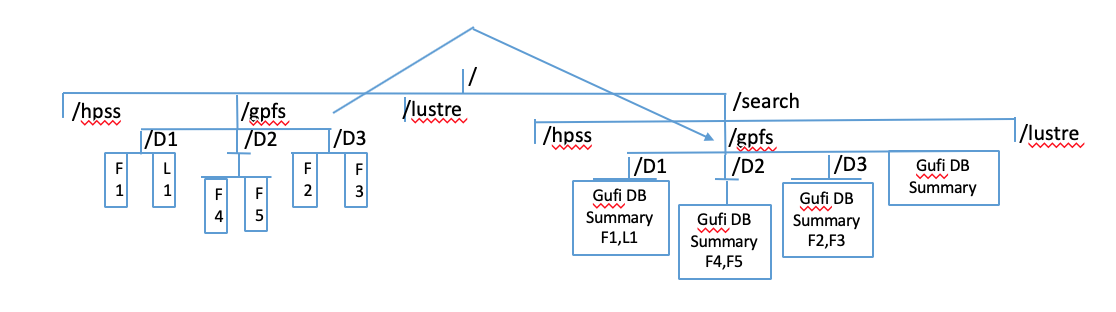 /
/hpss
/gpfs
/lustre
/search
/D1
/D2
/D3
F
1
L
1
F
4
F
5
F
2
F
3
/hpss
/gpfs
/lustre
/D1
/D2
/D3
Gufi DB
Summary
F1,L1
Gufi DB
Summary
F4,F5
Gufi DB
Summary
F2,F3
Gufi DB
Summary